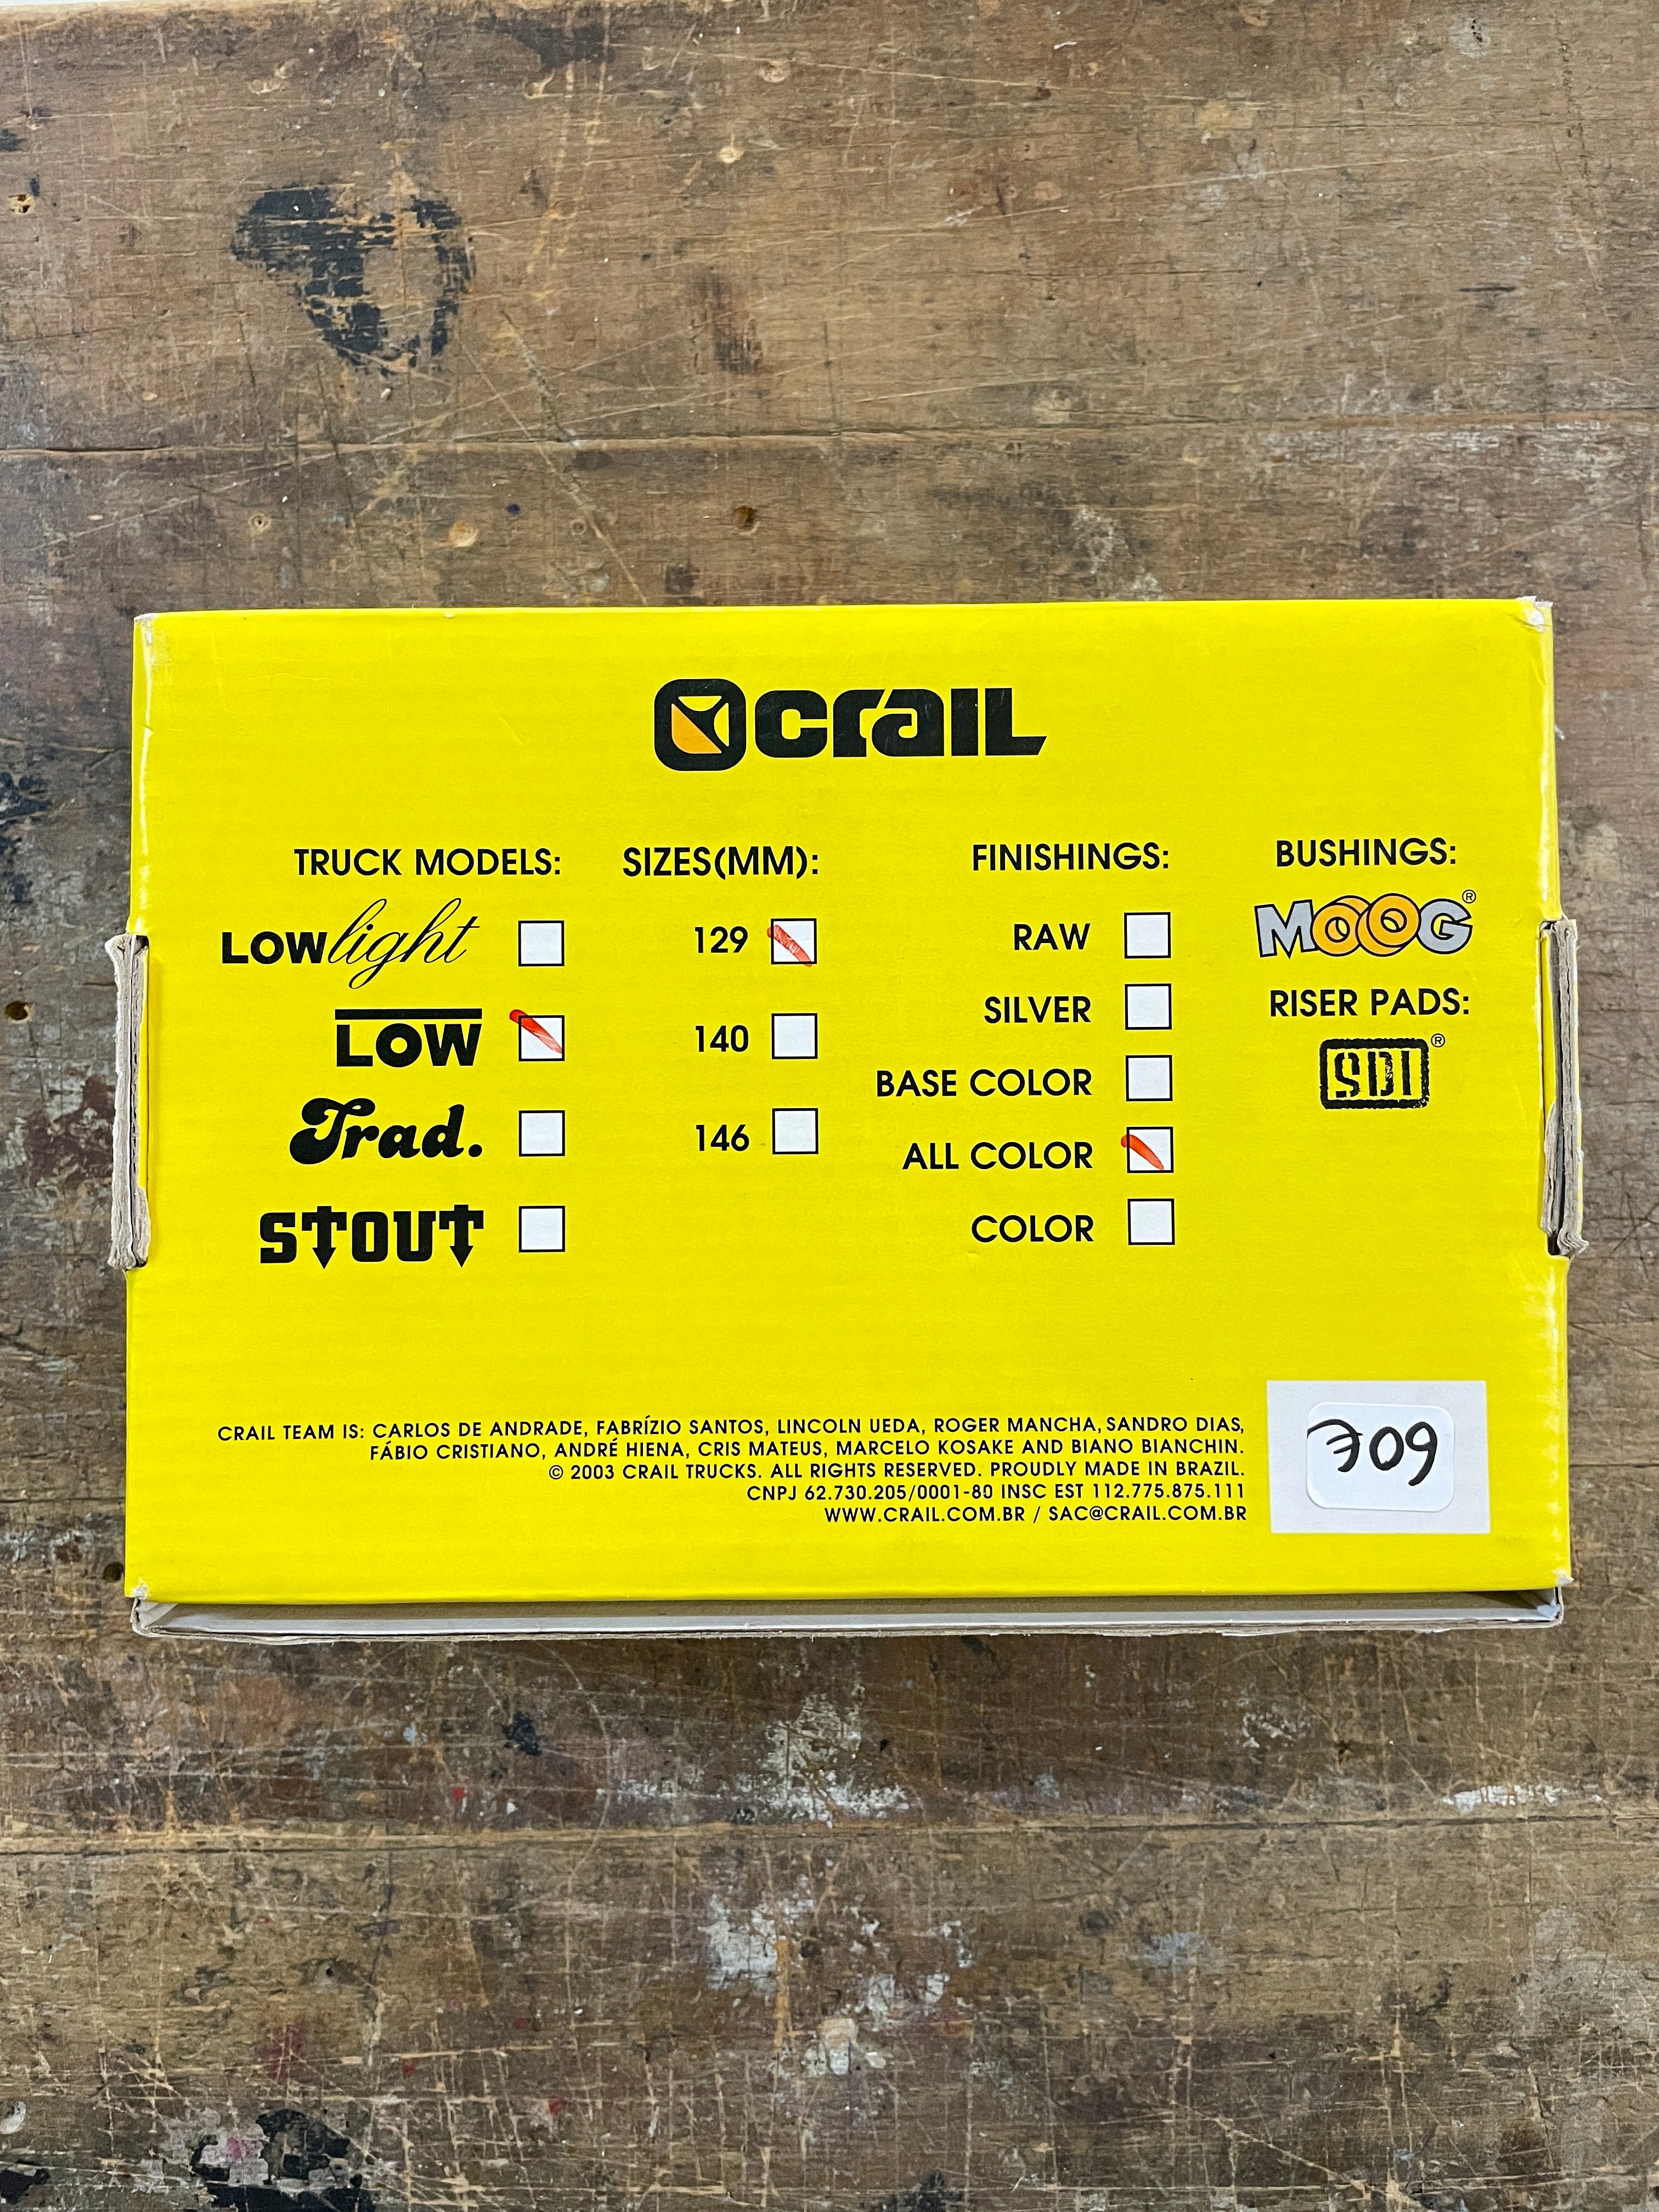 crail
TRUCK MODELS:
LOWlight
LOW
Trad.
STOUT
SIZES(MM):
129
140
146
FINISHINGS:
RAW
SILVER
BASE COLOR
ALL COLOR
COLOR
BUSHINGS:
MOOG®
RISER PADS:
SDI®
CRAIL TEAM IS: CARLOS DE ANDRADE, FABRÍZIO SANTOS, LINCOLN UEDA, ROGER MANCHA, SANDRO DIAS,
FÁBIO CRISTIANO, ANDRÉ HIENA, CRIS MATEUS, MARCELO KOSAKE AND BIANO BIANCHIN.
© 2003 CRAIL TRUCKS. ALL RIGHTS RESERVED. PROUDLY MADE IN BRAZIL.
CNPJ 62.730.205/0001-80 INSC EST 112.775.875.111
WWW.CRAIL.COM.BR / SAC@CRAIL.COM.BR
709